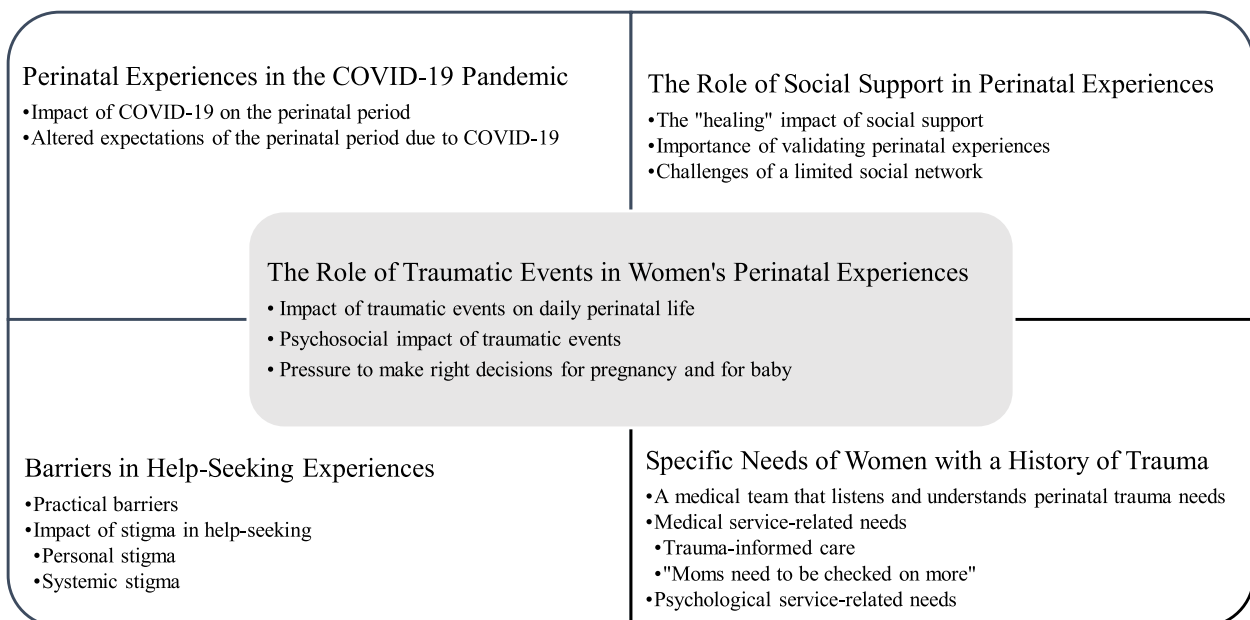 Perinatal Experiences in the COVID-19 Pandemic
•Impact of COVID-19 on the perinatal period
•Altered expectations of the perinatal period due to COVID-19
The Role of Social Support in Perinatal Experiences
•The "healing" impact of social support
•Importance of validating perinatal experiences
•Challenges of a limited social network
The Role of Traumatic Events in Women's Perinatal Experiences
• Impact of traumatic events on daily perinatal life
• Psychosocial impact of traumatic events
• Pressure to make right decisions for pregnancy and for baby
Barriers in Help-Seeking Experiences
•Practical barriers
•Impact of stigma in help-seeking
•Personal stigma
•Systemic stigma
Specific Needs of Women with a History of Trauma
•A medical team that listens and understands perinatal trauma needs
•Medical service-related needs
•Trauma-informed care
•"Moms need to be checked on more"
•Psychological service-related needs